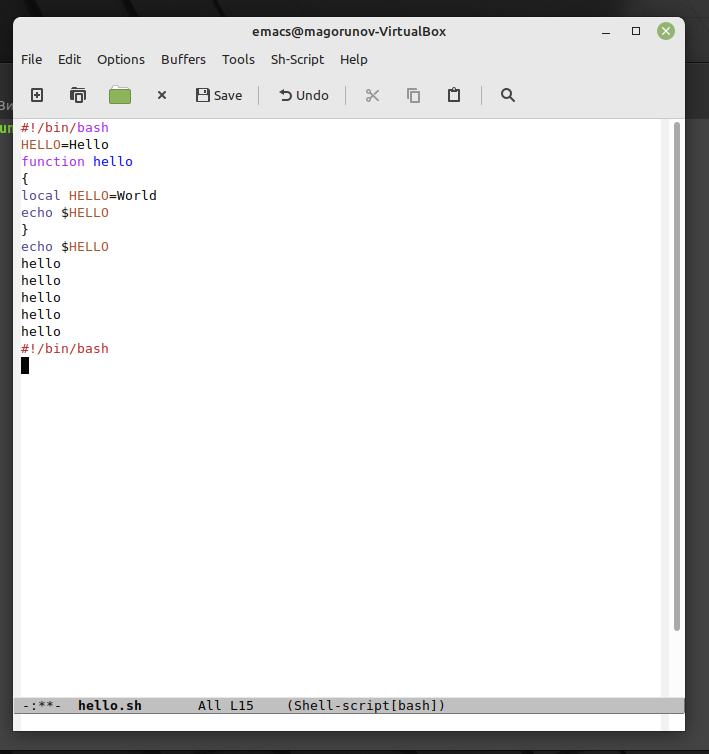 emacs@magorunov-VirtualBox
File Edit Options Buffers Tools Sh-Script Help
Save Undo
Ви
un
#!/bin/bash
HELLO=Hello
function hello
{
local HELLO=World
echo $HELLO
}
echo $HELLO
hello
hello
hello
hello
hello
#!/bin/bash
-:**- hello.sh All L15 (Shell-script[bash])